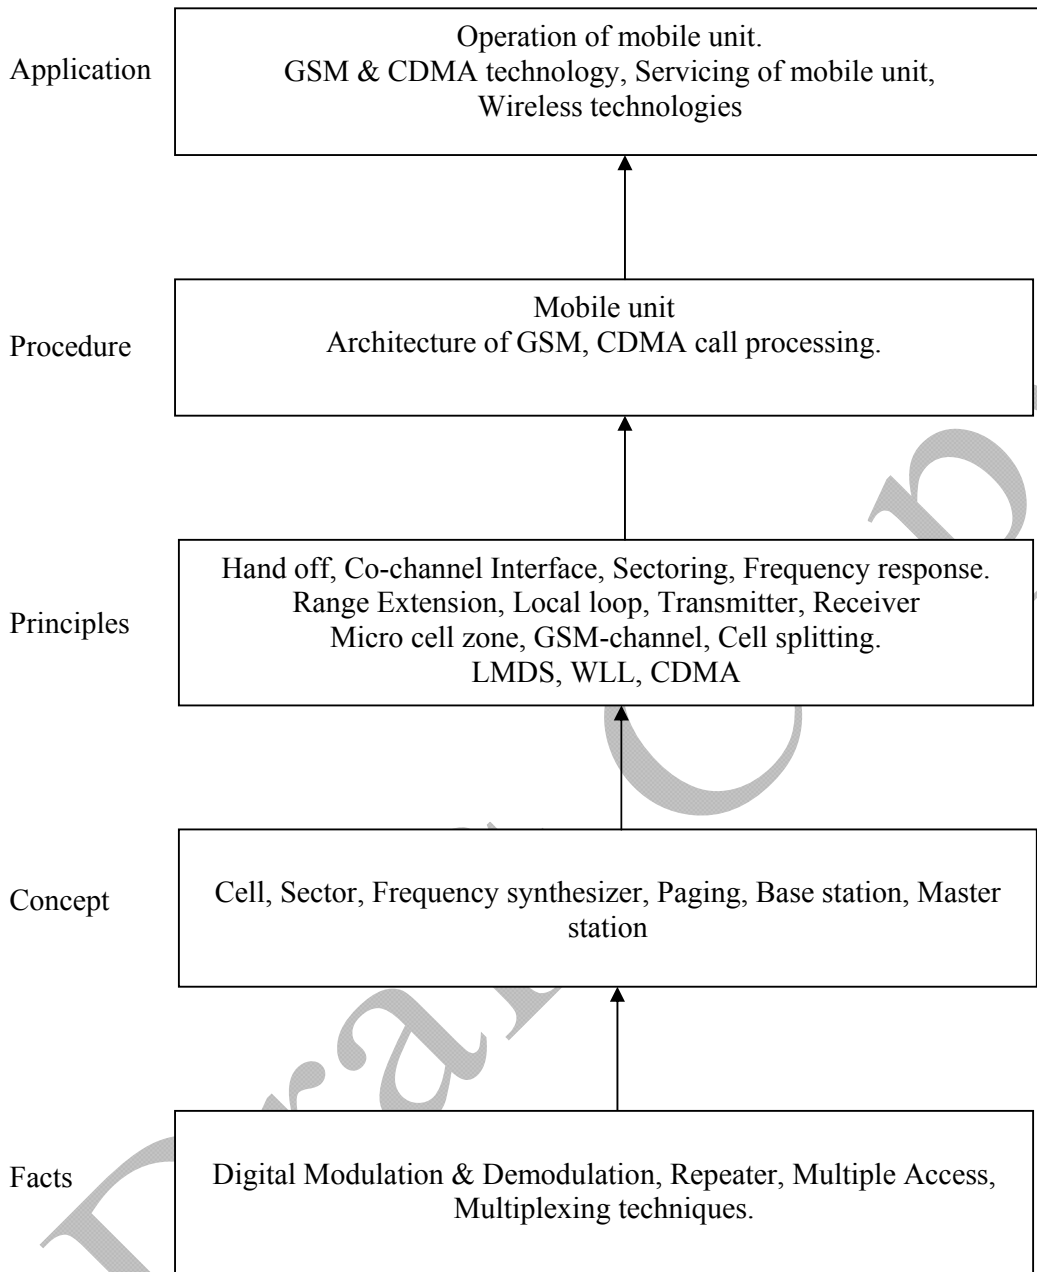 Application
Operation of mobile unit.
GSM & CDMA technology, Servicing of mobile unit,
Wireless technologies
Procedure
Mobile unit
Architecture of GSM, CDMA call processing.
Principles
Hand off, Co-channel Interface, Sectoring, Frequency response.
Range Extension, Local loop, Transmitter, Receiver
Micro cell zone, GSM-channel, Cell splitting.
LMDS, WLL, CDMA
Concept
Cell, Sector, Frequency synthesizer, Paging, Base station, Master
station
Facts
Digital Modulation & Demodulation, Repeater, Multiple Access,
Multiplexing techniques.